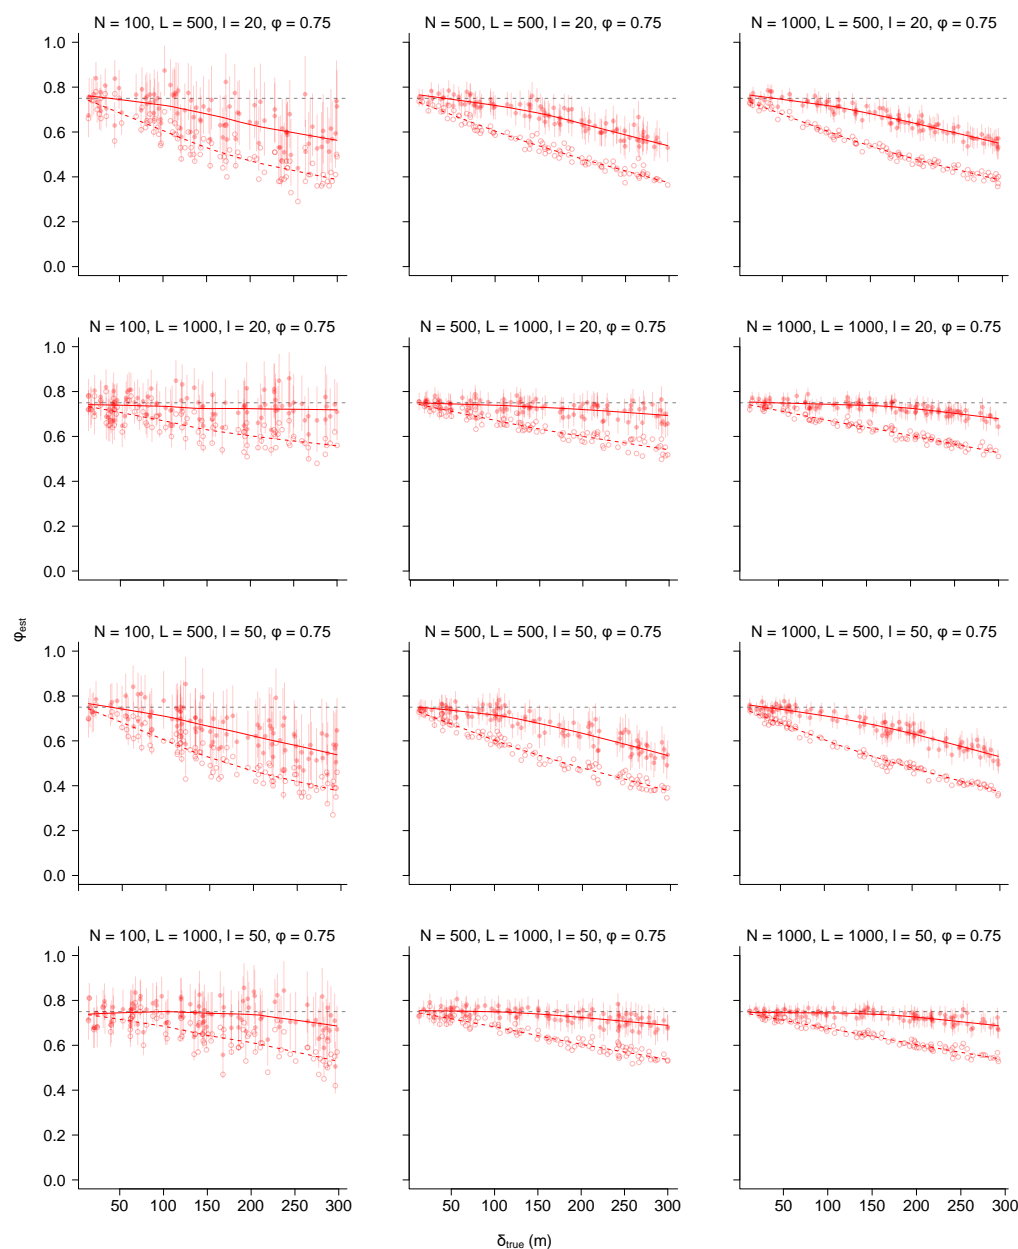 N = 100, L = 500, l = 20, φ = 0.75
N = 500, L = 500, l = 20, φ = 0.75
N = 1000, L = 500, l = 20, φ = 0.75
1.0
0.8
0.6
0.4
0.2
0.0
N = 100, L = 1000, l = 20, φ = 0.75
N = 500, L = 1000, l = 20, φ = 0.75
N = 1000, L = 1000, l = 20, φ = 0.75
1.0
0.8
0.6
0.4
0.2
0.0
φest
N = 100, L = 500, l = 50, φ = 0.75
N = 500, L = 500, l = 50, φ = 0.75
N = 1000, L = 500, l = 50, φ = 0.75
1.0
0.8
0.6
0.4
0.2
0.0
N = 100, L = 1000, l = 50, φ = 0.75
N = 500, L = 1000, l = 50, φ = 0.75
N = 1000, L = 1000, l = 50, φ = 0.75
1.0
0.8
0.6
0.4
0.2
0.0
50 100 150 200 250 300
50 100 150 200 250 300
50 100 150 200 250 300
δtrue (m)